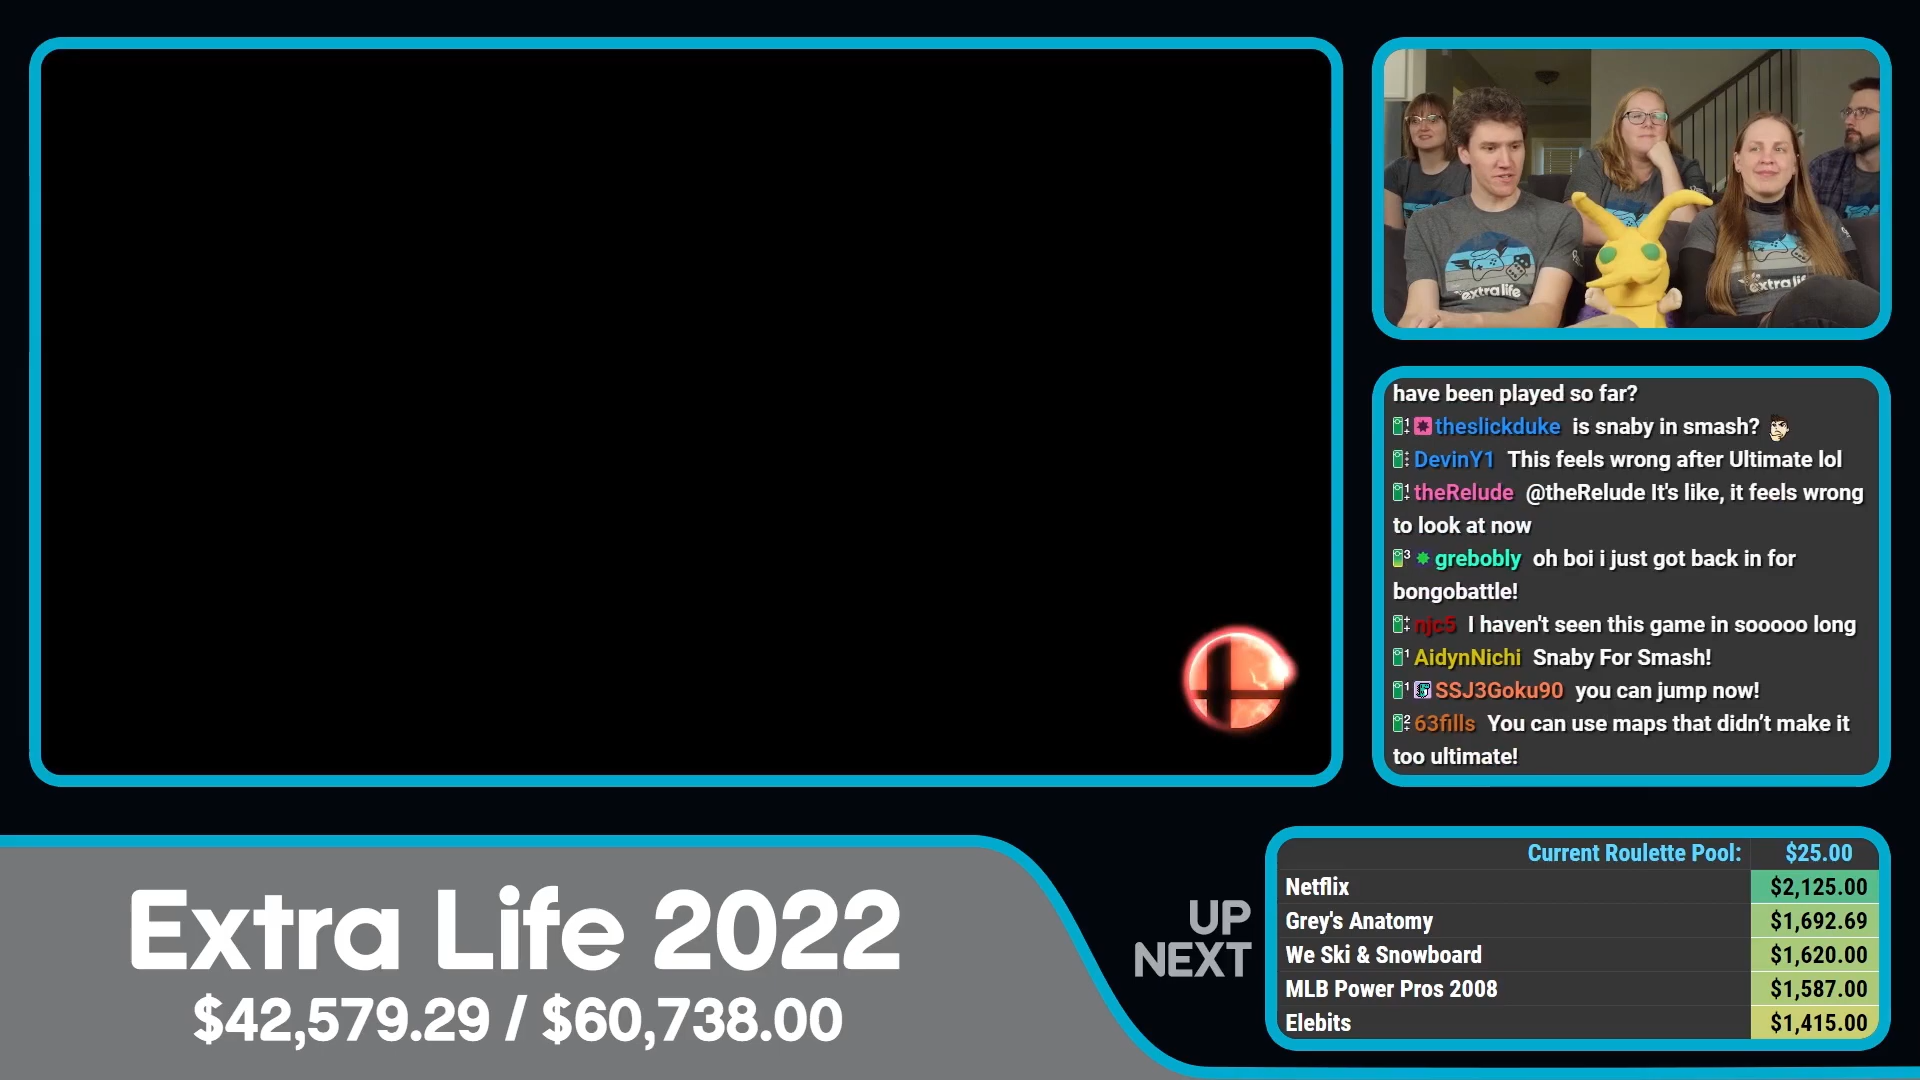 extralife
extra lif
have been played so far?
theslickduke is snaby in smash?
DevinY1 This feels wrong after Ultimate lol
theRelude @theRelude It's like, it feels wrong
to look at now
grebobly oh boi i just got back in for
bongobattle!
njc5 I haven't seen this game in sooooo long
AidynNichi Snaby For Smash!
SSJ3Goku90 you can jump now!
63fills You can use maps that didn’t make it
too ultimate!
Extra Life 2022
$42,579.29 / $60,738.00
UP
NEXT
Current Roulette Pool: $25.00
Netflix $2,125.00
Grey's Anatomy $1,692.69
We Ski & Snowboard $1,620.00
MLB Power Pros 2008 $1,587.00
Elebits $1,415.00